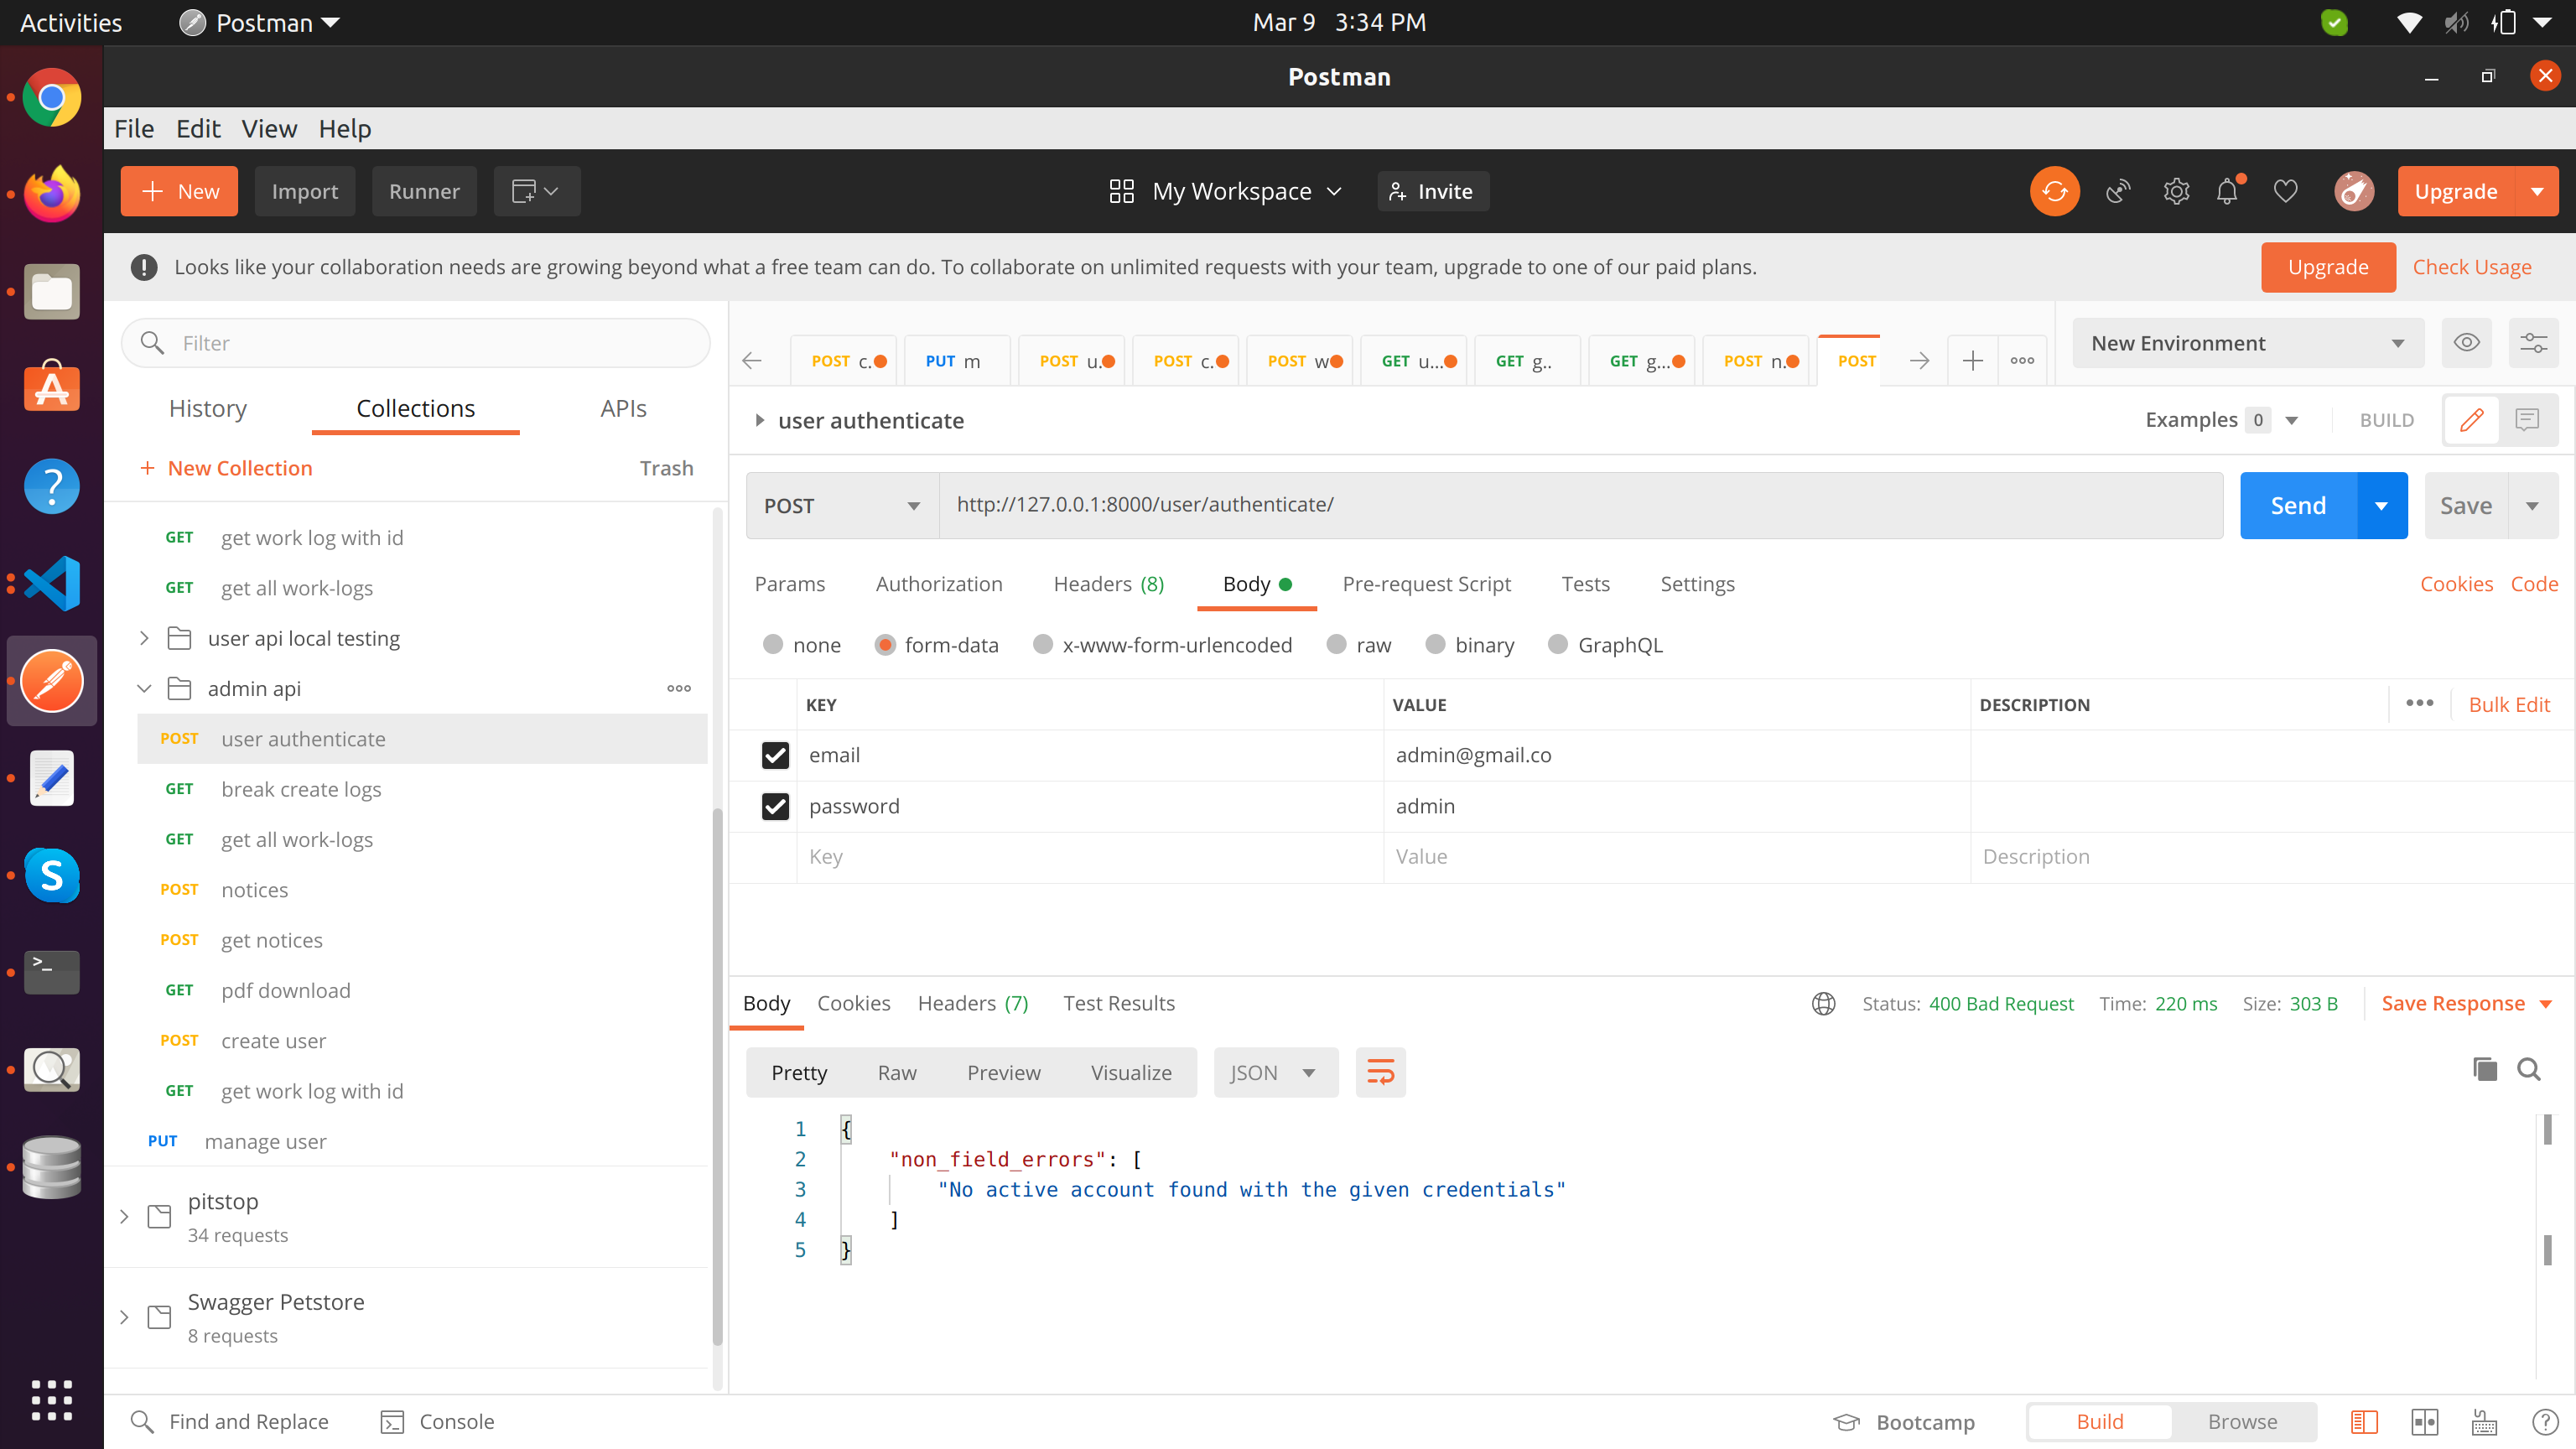 Activities Postman Mar 9 3:34 PM
Postman
File Edit View Help
New Import Runner My Workspace Invite Upgrade
Looks like your collaboration needs are growing beyond what a free team can do. To collaborate on unlimited requests with your team, upgrade to one of our paid plans. Upgrade Check Usage
Filter
POST c. PUT m POST u. POST c. POST w GET u... GET g.. GET g... POST n. POST
New Environment
History Collections APIs
user authenticate Examples 0 BUILD
+ New Collection Trash
POST http://127.0.0.1:8000/user/authenticate/ Send Save
GET get work log with id
GET get all work-logs
user api local testing
admin api
POST user authenticate
GET break create logs
GET get all work-logs
POST notices
POST get notices
GET pdf download
POST create user
GET get work log with id
PUT manage user
pitstop
34 requests
Swagger Petstore
8 requests
Params Authorization Headers (8) Body Pre-request Script Tests Settings Cookies Code
none form-data x-www-form-urlencoded raw binary GraphQL
KEY VALUE DESCRIPTION Bulk Edit
email admin@gmail.co
password admin
Key Value Description
Body Cookies Headers (7) Test Results Status: 400 Bad Request Time: 220 ms Size: 303 B Save Response
Pretty Raw Preview Visualize JSON
1 {
2 "non_field_errors": [
3 "No active account found with the given credentials"
4 ]
5 }
Find and Replace Console Bootcamp Build Browse